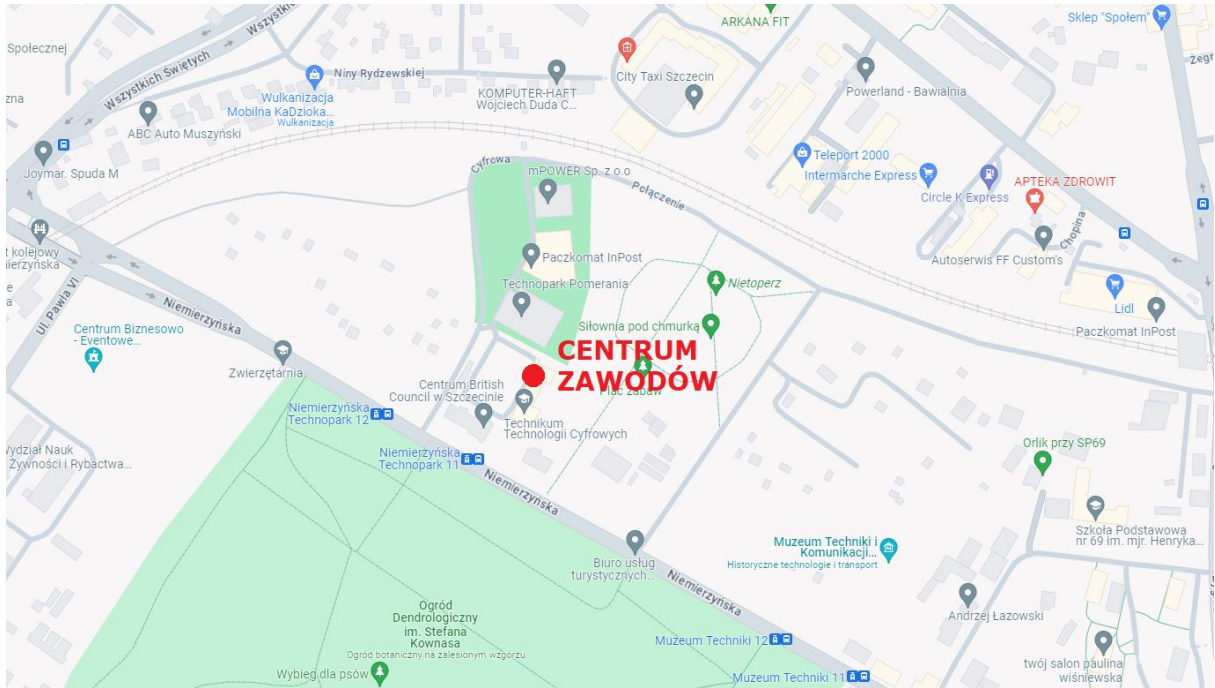 ARKANA FIT
Sklep "Społem"
Społecznej
Wszystkich Świętych
Wszystkich
City Taxi Szczecin
Niny Rydzewskiej
KOMPUTER-HAFT
Wojciech Duda C...
Powerland - Bawialnia
Wulkanizacja
Mobilna KaDzioka...
Wulkanizacja
ABC Auto Muszyński
Joymar. Spuda M
Cyfrowa
mPOWER Sp. z o.o
Połączenie
Teleport 2000
Intermarche Express
Circle K Express
APTEKA ZDROWIT
Chopina
Autoserwis FF Custom's
Lidl
Paczkomat InPost
t kolejowy
mierzyńska
Ul. Pawła VI
Niemierzyńska
Paczkomat InPost
Technopark Pomerania
Nietoperz
Siłownia pod chmurką
Centrum Biznesowo
- Eventowe...
Zwierzętarnia
CENTRUM
ZAWODÓW
Plac zabaw
Centrum British
Council w Szczecinie
Technikum
Technologii Cyfrowych
Niemierzyńska
Technopark 12
Niemierzyńska
Technopark 11
Niemierzyńska
Wydział Nauk
Żywności i Rybactwa...
Orlik przy SP69
Szkoła Podstawowa
nr 69 im. mjr. Henryka...
Muzeum Techniki i
Komunikacji...
Historyczne technologie i transport
Biuro usług
turystycznych...
Niemierzyńska
Andrzej Łazowski
Ogród
Dendrologiczny
im. Stefana
Kownasa
Ogród botaniczny na zalesionym wzgórzu
Wybieg dla psów
Muzeum Techniki 12
Muzeum Techniki 11
twój salon paulina
wiśniewska